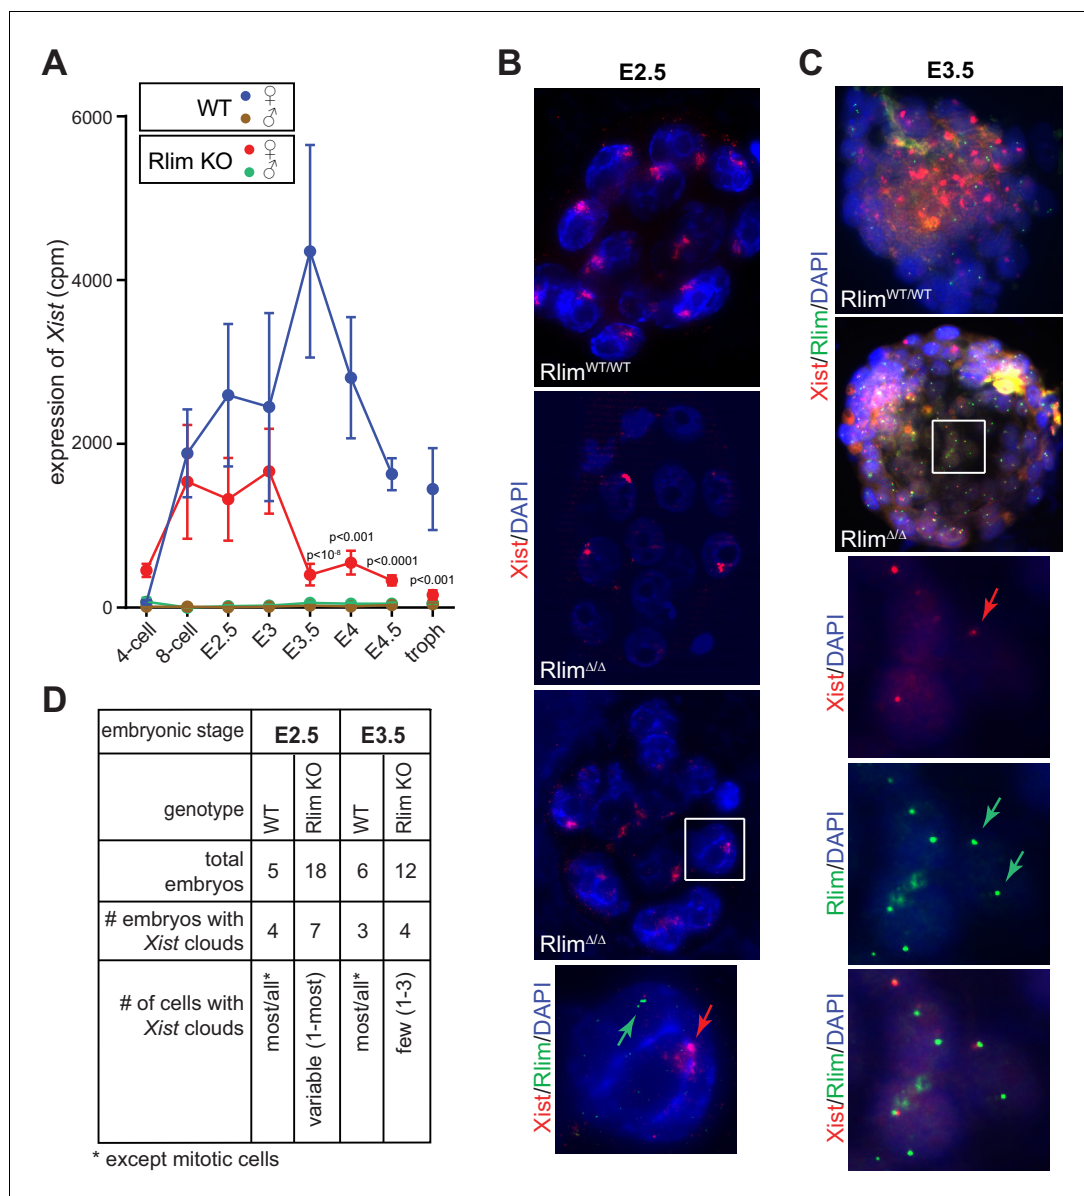 A
WT ♀
♂
Rlim KO ♀
♂
expression of Xist (cpm)
6000
4000
2000
0
p<10-8
p<0.001
p<0.0001
p<0.001
4-cell
8-cell
E2.5
E3
E3.5
E4
E4.5
troph
B
E2.5
Xist/DAPI
RlimWT/WT
RlimΔ/Δ
RlimΔ/Δ
Xist/Rlim/DAPI
C
E3.5
Xist/Rlim/DAPI
RlimWT/WT
RlimΔ/Δ
Xist/DAPI
Rlim/DAPI
Xist/Rlim/DAPI
D
embryonic stage E2.5 E3.5
genotype WT Rlim KO WT Rlim KO
total
embryos 5 18 6 12
# embryos with
Xist clouds 4 7 3 4
# of cells with
Xist clouds most/all* variable (1-most) most/all* few (1-3)
* except mitotic cells